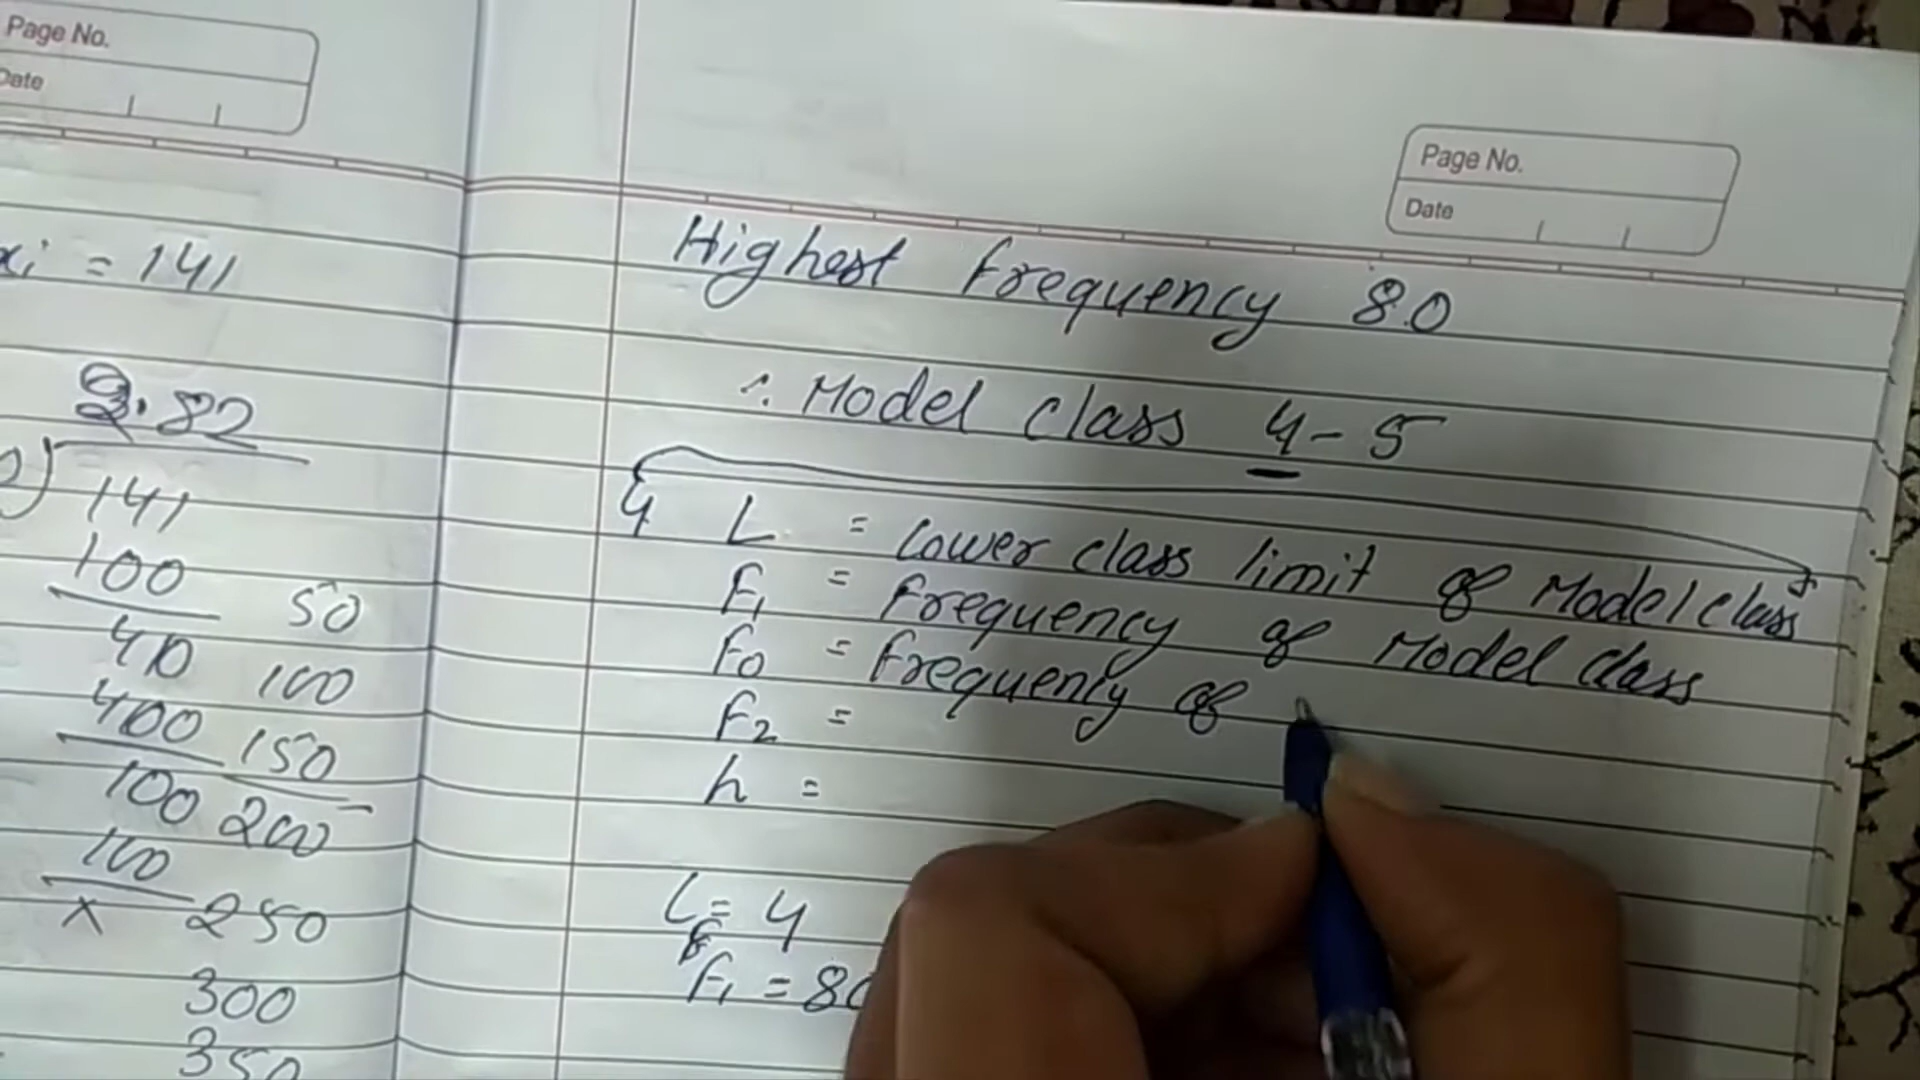 Page No.
Date
xi = 141
2.82
141
100
50
410
100
400
150
100
200
100
x
250
300
350
Page No.
Date
Highest frequency 80
∴ Model class 4-5
4 L = Lower class limit of Model class
F1 = Frequency of Model class
F0 = Frequency of
F2 =
h =
L = 4
F1 = 80